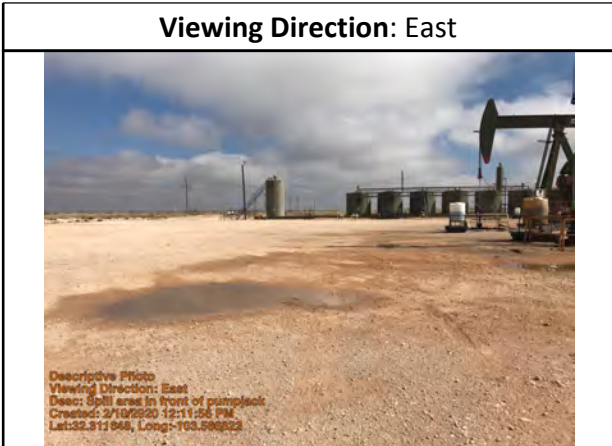 Viewing Direction: East
Descriptive Photo
Viewing Direction: East
Desc: Spill area in front of pumpjack
Created: 2/18/2020 12:11:56 PM